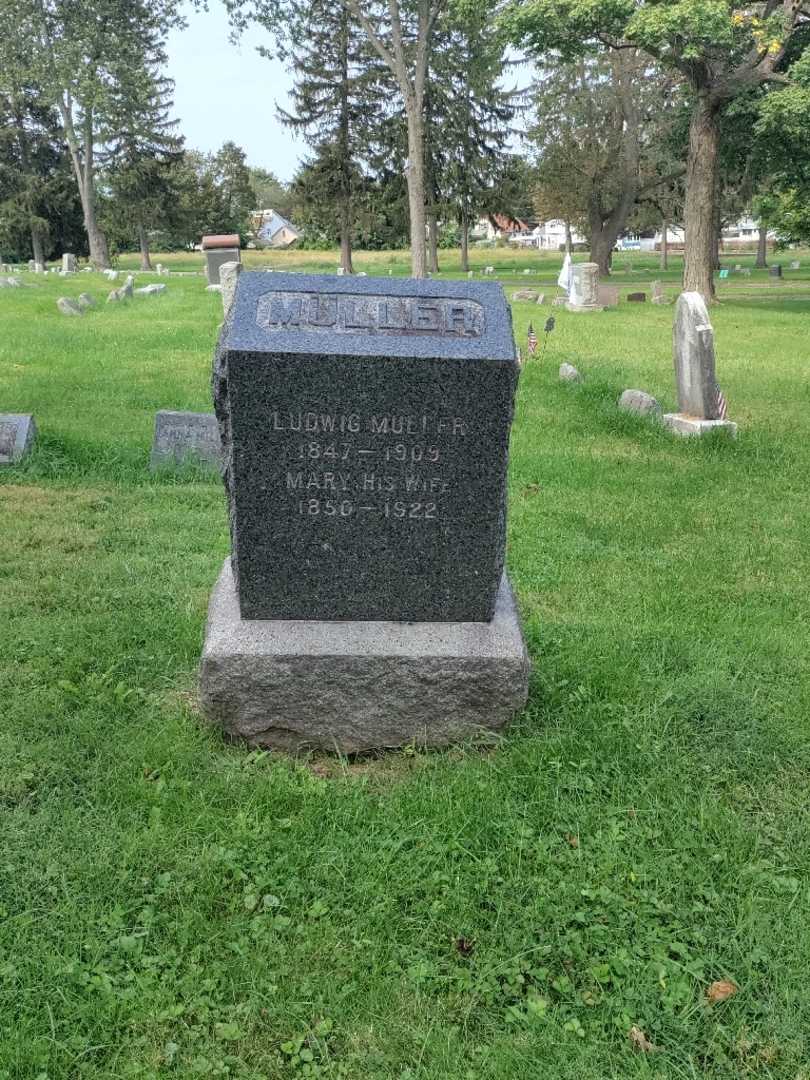 MULLER
LUDWIG MULLER
1847 — 1909
MARY, HIS WIFE
1850 — 1922